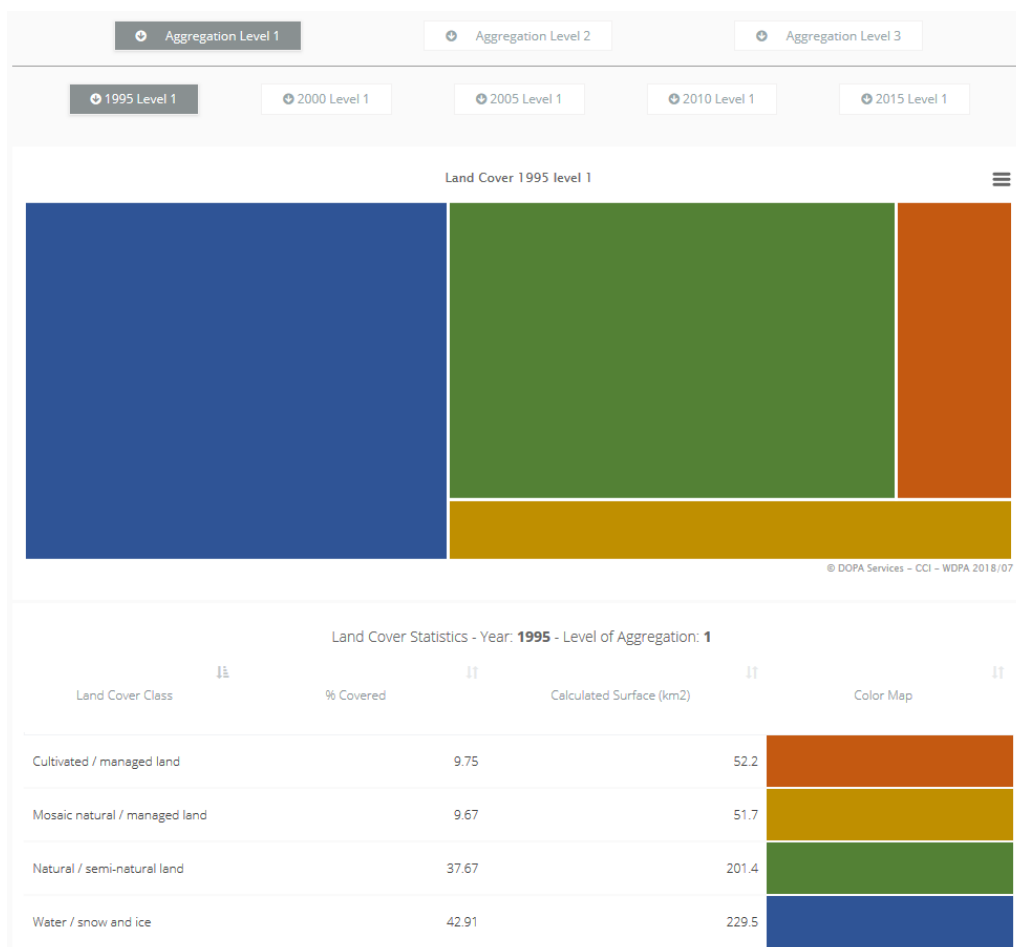 Aggregation Level 1 Aggregation Level 2 Aggregation Level 3
1995 Level 1 2000 Level 1 2005 Level 1 2010 Level 1 2015 Level 1
Land Cover 1995 level 1
© DOPA Services – CCI – WDPA 2018/07
Land Cover Statistics - Year: 1995 - Level of Aggregation: 1
Land Cover Class % Covered Calculated Surface (km2) Color Map
Cultivated / managed land 9.75 52.2
Mosaic natural / managed land 9.67 51.7
Natural / semi-natural land 37.67 201.4
Water / snow and ice 42.91 229.5